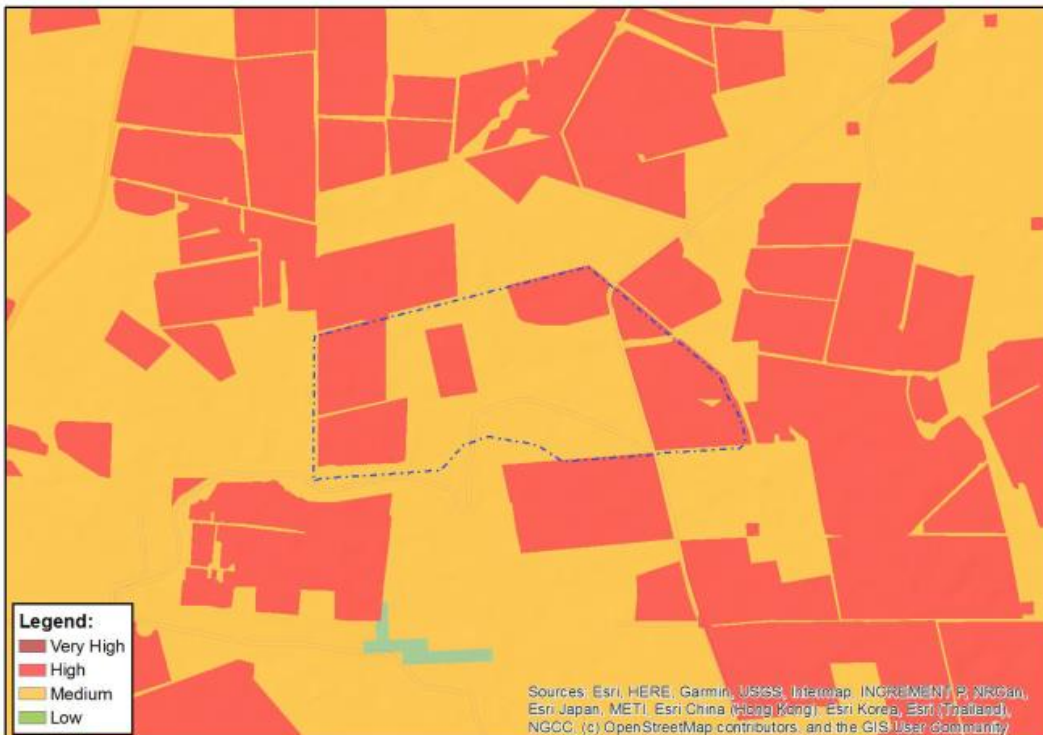 Legend:
Very High
High
Medium
Low
Sources: Esri, HERE, Garmin, USGS, Intermap, INCREMENT P, NRCan,
Esri Japan, METI, Esri China (Hong Kong), Esri Korea, Esri (Thailand),
NGCC, (c) OpenStreetMap contributors, and the GIS User Community